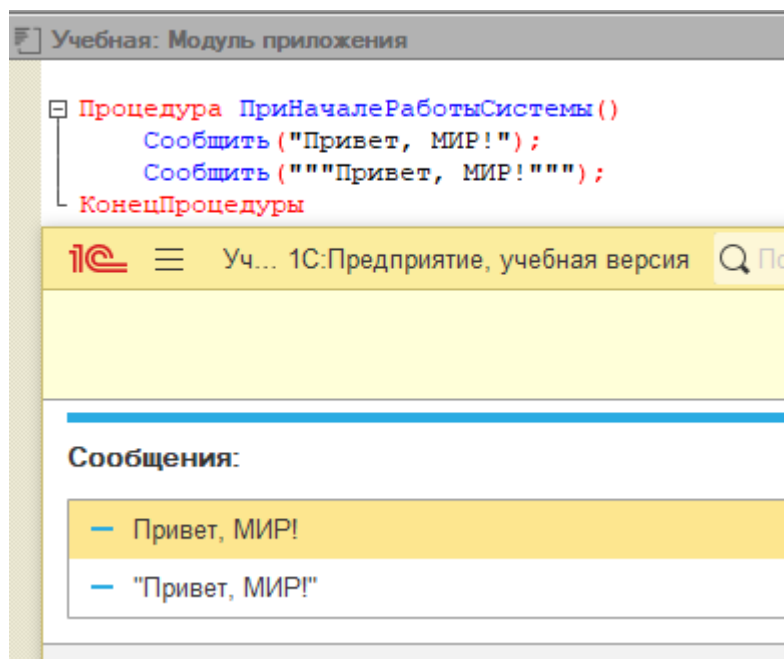 Учебная: Модуль приложения
Процедура ПриНачалеРаботыСистемы()
Сообщить("Привет, МИР!");
Сообщить("""Привет, МИР!""");
КонецПроцедуры
1С Уч... 1С:Предприятие, учебная версия
Сообщения:
Привет, МИР!
"Привет, МИР!"